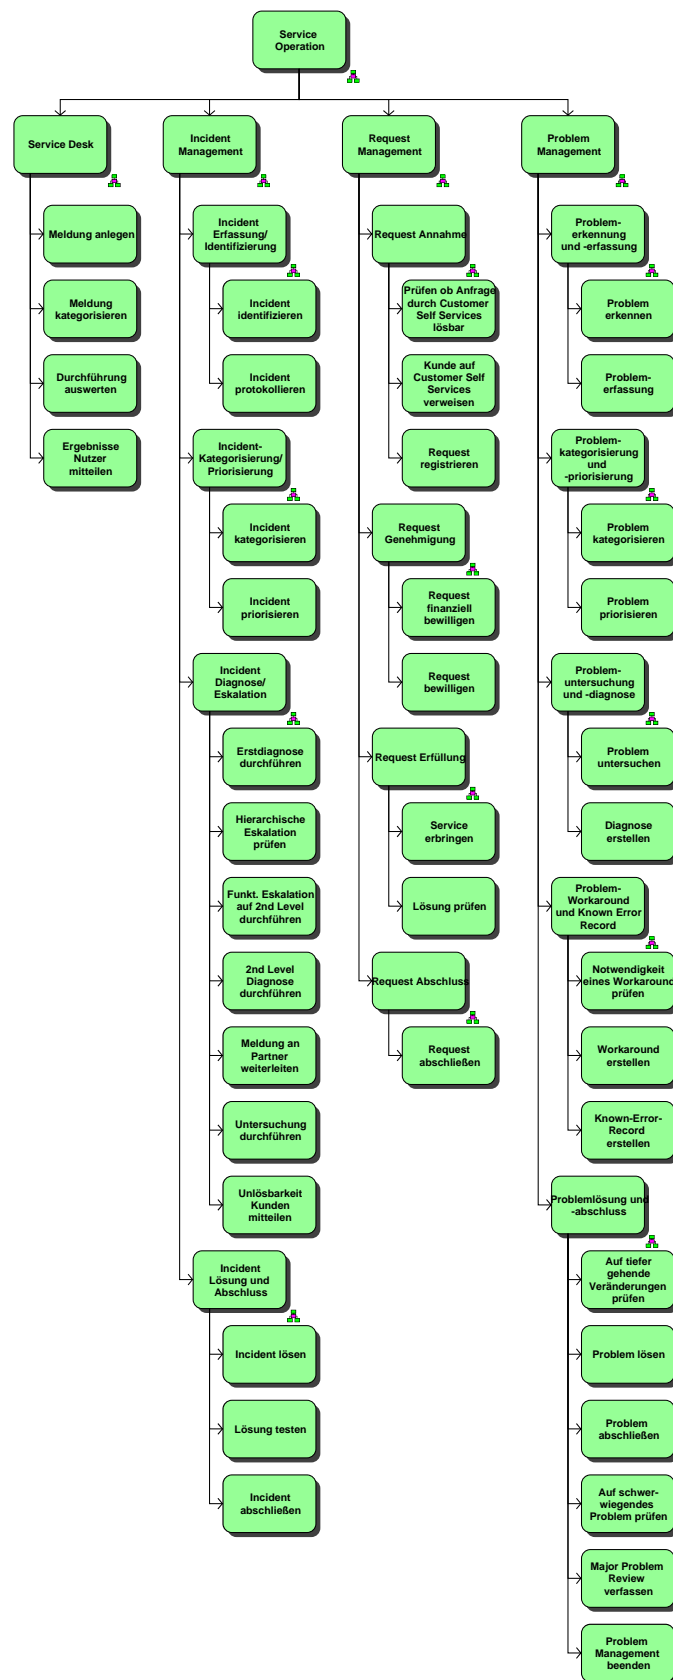 Service
Operation
Service Desk
Meldung anlegen
Meldung
kategorisieren
Durchführung
auswerten
Ergebnisse
Nutzer
mitteilen
Incident
Management
Incident
Erfassung/
Identifizierung
Incident
identifizieren
Incident
protokollieren
Incident-
Kategorisierung/
Priorisierung
Incident
kategorisieren
Incident
priorisieren
Incident
Diagnose/
Eskalation
Erstdiagnose
durchführen
Hierarchische
Eskalation
prüfen
Funkt. Eskalation
auf 2nd Level
durchführen
2nd Level
Diagnose
durchführen
Meldung an
Partner
weiterleiten
Untersuchung
durchführen
Unlösbarkeit
Kunden
mitteilen
Incident
Lösung und
Abschluss
Incident lösen
Lösung testen
Incident
abschließen
Request
Management
Request Annahme
Prüfen ob Anfrage
durch Customer
Self Services
lösbar
Kunde auf
Customer Self
Services
verweisen
Request
registrieren
Request
Genehmigung
Request
finanziell
bewilligen
Request
bewilligen
Request Erfüllung
Service
erbringen
Lösung prüfen
Request Abschluss
Request
abschließen
Problem
Management
Problem-
erkennung
und -erfassung
Problem
erkennen
Problem-
erfassung
Problem-
kategorisierung
und
-priorisierung
Problem
kategorisieren
Problem
priorisieren
Problem-
untersuchung
und -diagnose
Problem
untersuchen
Diagnose
erstellen
Problem-
Workaround
und Known Error
Record
Notwendigkeit
eines Workaround
prüfen
Workaround
erstellen
Known-Error-
Record
erstellen
Problemlösung und
-abschluss
Auf tiefer
gehende
Veränderungen
prüfen
Problem lösen
Problem
abschließen
Auf schwer-
wiegendes
Problem prüfen
Major Problem
Review
verfassen
Problem
Management
beenden